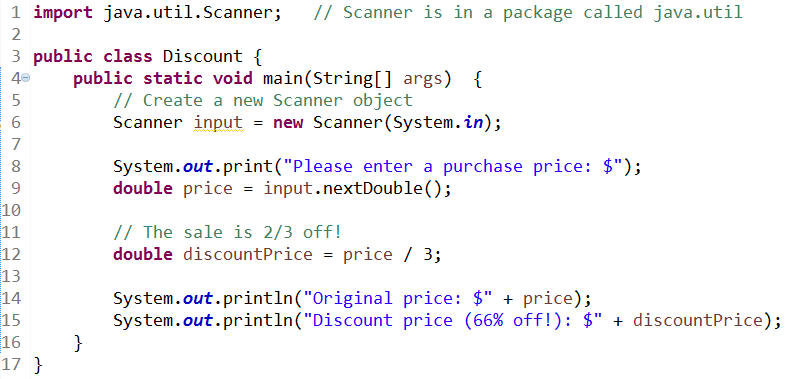 1 import java.util.Scanner;   // Scanner is in a package called java.util
2
3 public class Discount {
4     public static void main(String[] args)  {
5         // Create a new Scanner object
6         Scanner input = new Scanner(System.in);
7
8         System.out.print("Please enter a purchase price: $");
9         double price = input.nextDouble();
10
11         // The sale is 2/3 off!
12         double discountPrice = price / 3;
13
14         System.out.println("Original price: $" + price);
15         System.out.println("Discount price (66% off!): $" + discountPrice);
16     }
17 }